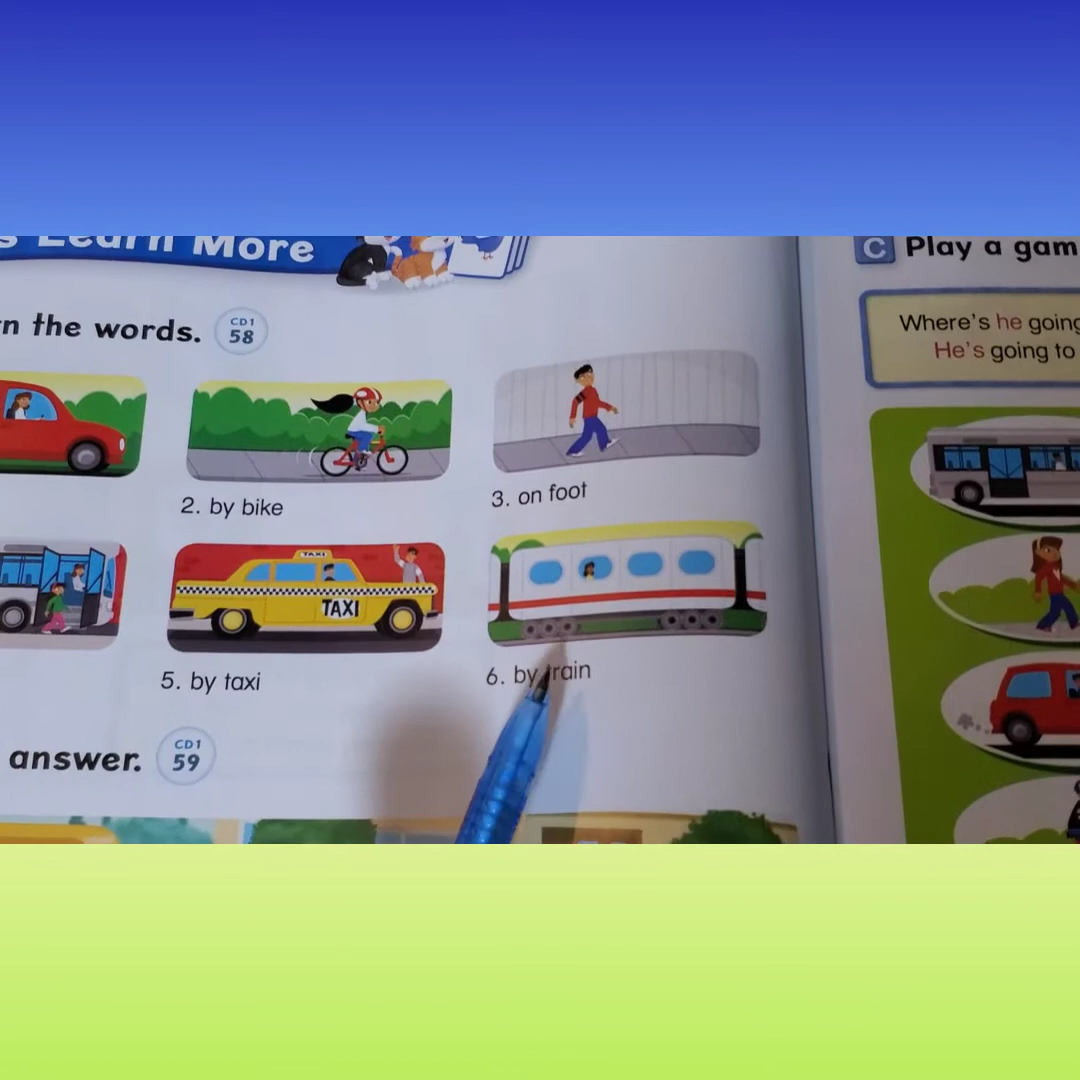 Learn More
the words. CD1 58
2. by bike
3. on foot
TAXI
TAXI
5. by taxi
6. by train
answer. CD1 59
C Play a gam
Where's he going
He's going to